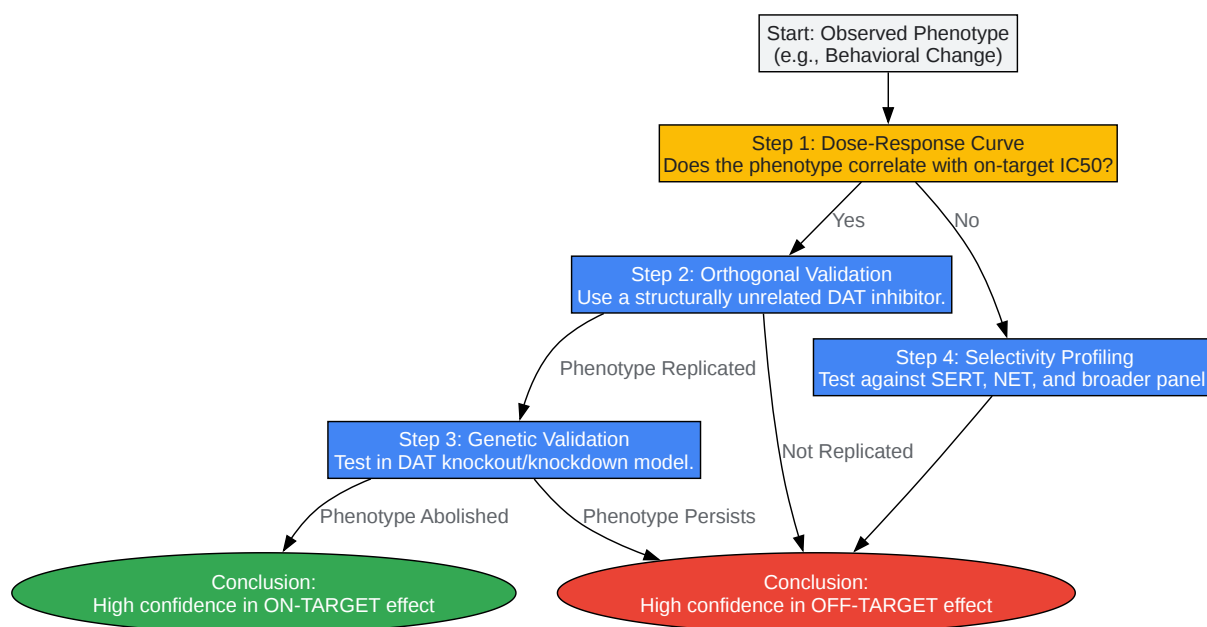 Start: Observed Phenotype
(e.g., Behavioral Change)
Step 1: Dose-Response Curve
Does the phenotype correlate with on-target IC50?
Yes
No
Step 2: Orthogonal Validation
Use a structurally unrelated DAT inhibitor.
Step 4: Selectivity Profiling
Test against SERT, NET, and broader panel.
Phenotype Replicated
Step 3: Genetic Validation
Test in DAT knockout/knockdown model.
Not Replicated
Phenotype Abolished
Phenotype Persists
Conclusion:
High confidence in ON-TARGET effect
Conclusion:
High confidence in OFF-TARGET effect